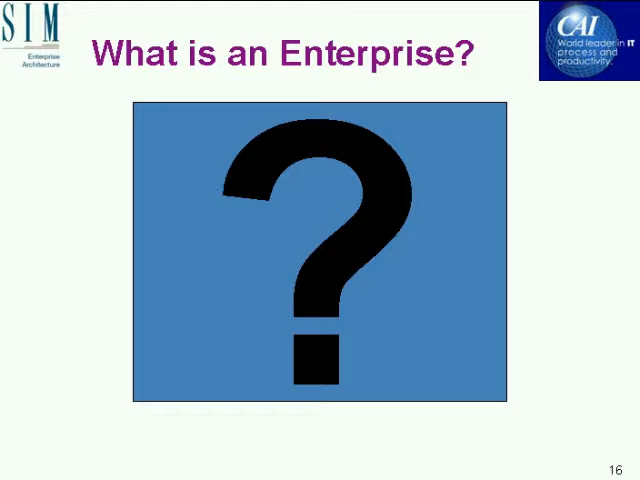 SIM
Enterprise
Architecture
What is an Enterprise?
CAI
World leader in IT
process and
productivity.
?
16